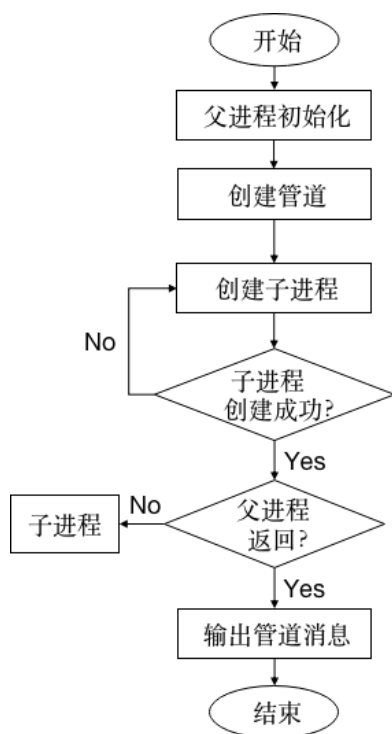 开始
父进程初始化
创建管道
创建子进程
No
子进程
创建成功?
Yes
子进程
No
父进程
返回?
Yes
输出管道消息
结束